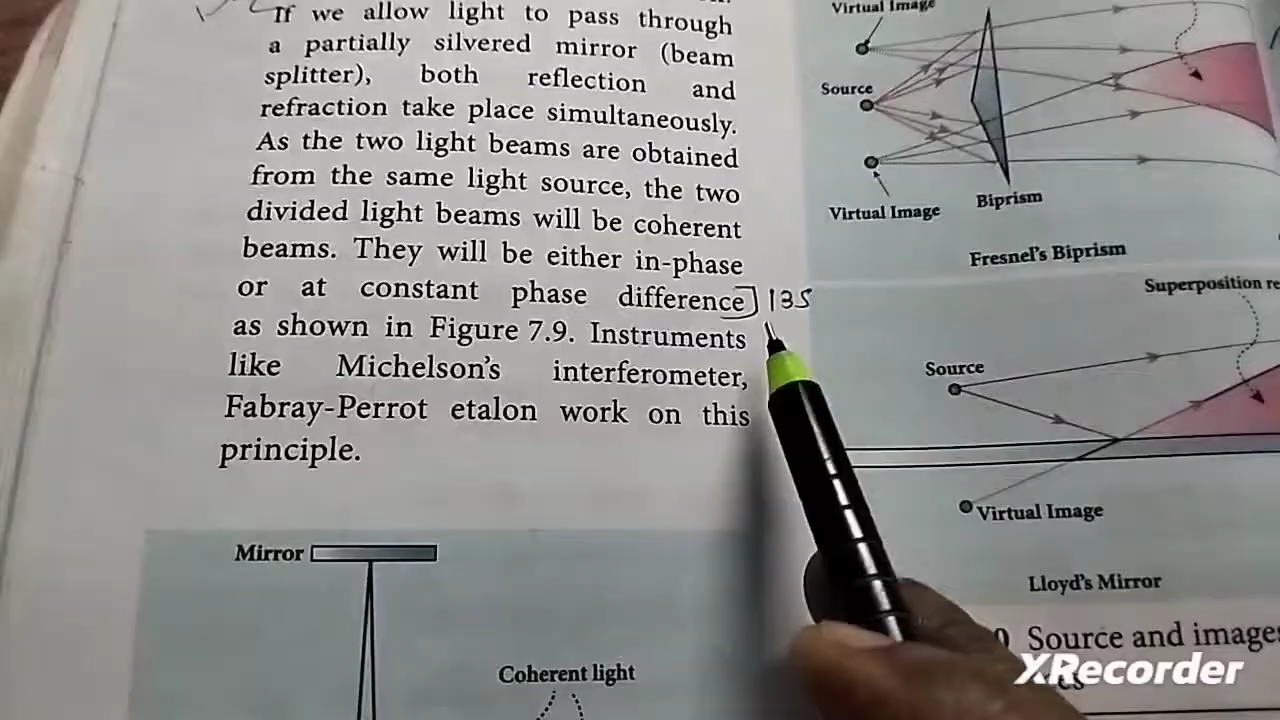 If we allow light to pass through
a partially silvered mirror (beam
splitter), both reflection and
refraction take place simultaneously.
As the two light beams are obtained
from the same light source, the two
divided light beams will be coherent
beams. They will be either in-phase
or at constant phase difference] 135
as shown in Figure 7.9. Instruments
like Michelson's interferometer,
Fabray-Perrot etalon work on this
principle.
Mirror
Coherent light
Virtual Image
Source
Virtual Image
Biprism
Fresnel's Biprism
Superposition
Source
Virtual Image
Lloyd's Mirror
Source and images
XRecorder